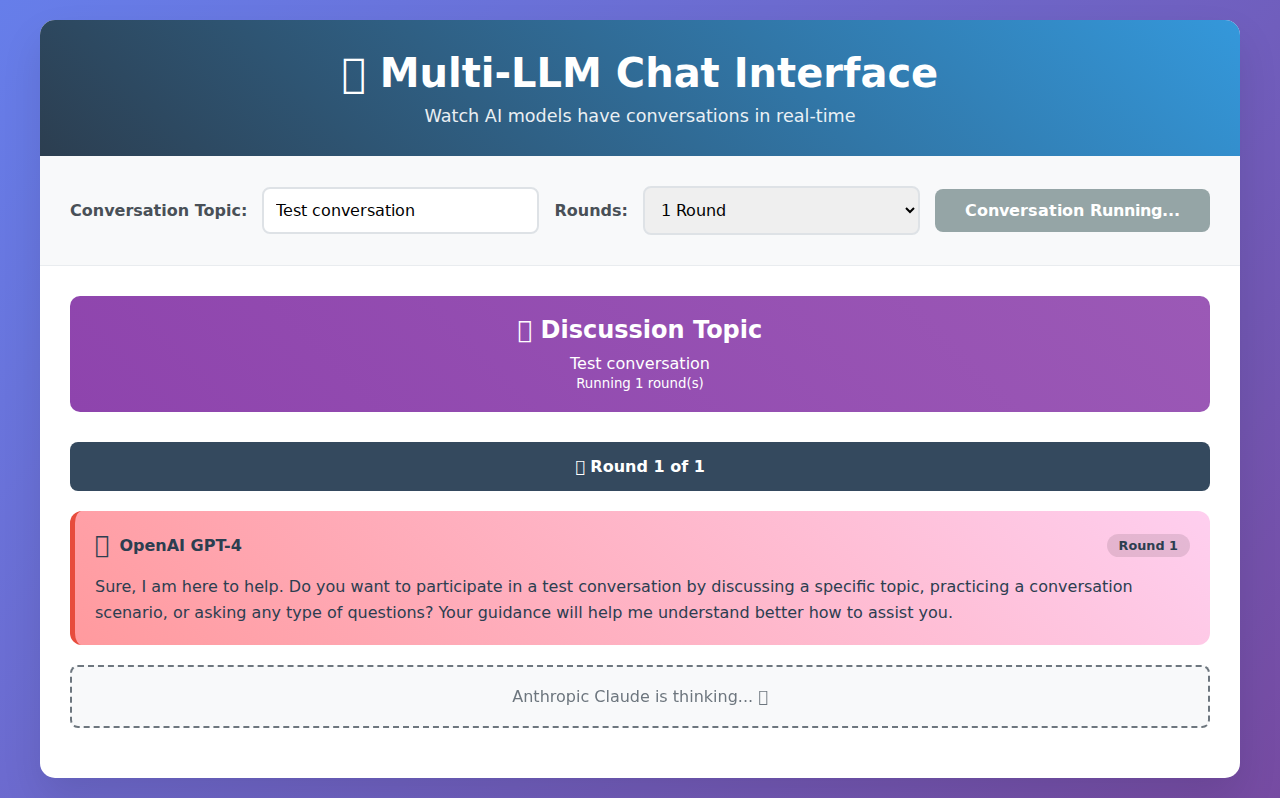 Multi-LLM Chat Interface
Watch AI models have conversations in real-time
Conversation Topic: Test conversation Rounds: 1 Round Conversation Running...
Discussion Topic
Test conversation
Running 1 round(s)
Round 1 of 1
OpenAI GPT-4 Round 1
Sure, I am here to help. Do you want to participate in a test conversation by discussing a specific topic, practicing a conversation
scenario, or asking any type of questions? Your guidance will help me understand better how to assist you.
Anthropic Claude is thinking...